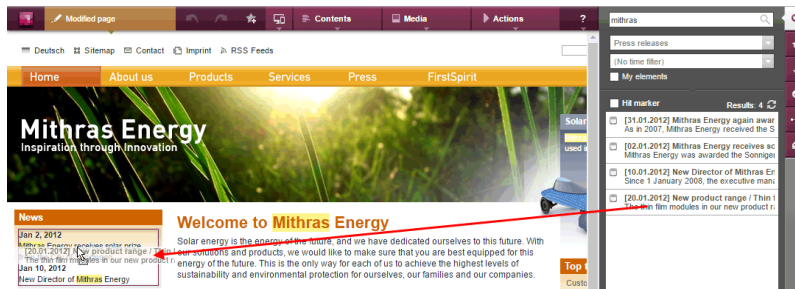 Modified page
Contents
Media
Actions
?
Deutsch Sitemap Contact Imprint RSS Feeds
Home About us Products Services Press FirstSpirit
Mithras Energy
Inspiration through Innovation
Solar
used i
News
Jan 2, 2012
Mithras Energy receives solar prize
[20.01.2012] New product range / Thin
The thin film modules in our new product r
Jan 10, 2012
New Director of Mithras Energy
Welcome to Mithras Energy
Solar energy is the energy of the future, and we have dedicated ourselves to this future. With
our solutions and products, we would like to make sure that you are best equipped for this
energy of the future. This is the only way for each of us to achieve the highest levels of
sustainability and environmental protection for ourselves, our families and our companies.
Top
Custo
mithras
Press releases
(No time filter)
My elements
Hit marker Results: 4
[31.01.2012] Mithras Energy again awar
As in 2007, Mithras Energy received the S
[02.01.2012] Mithras Energy receives so
Mithras Energy was awarded the Sonniger
[10.01.2012] New Director of Mithras En
Since 1 January 2008, the executive mana
[20.01.2012] New product range / Thin
The thin film modules in our new product ra